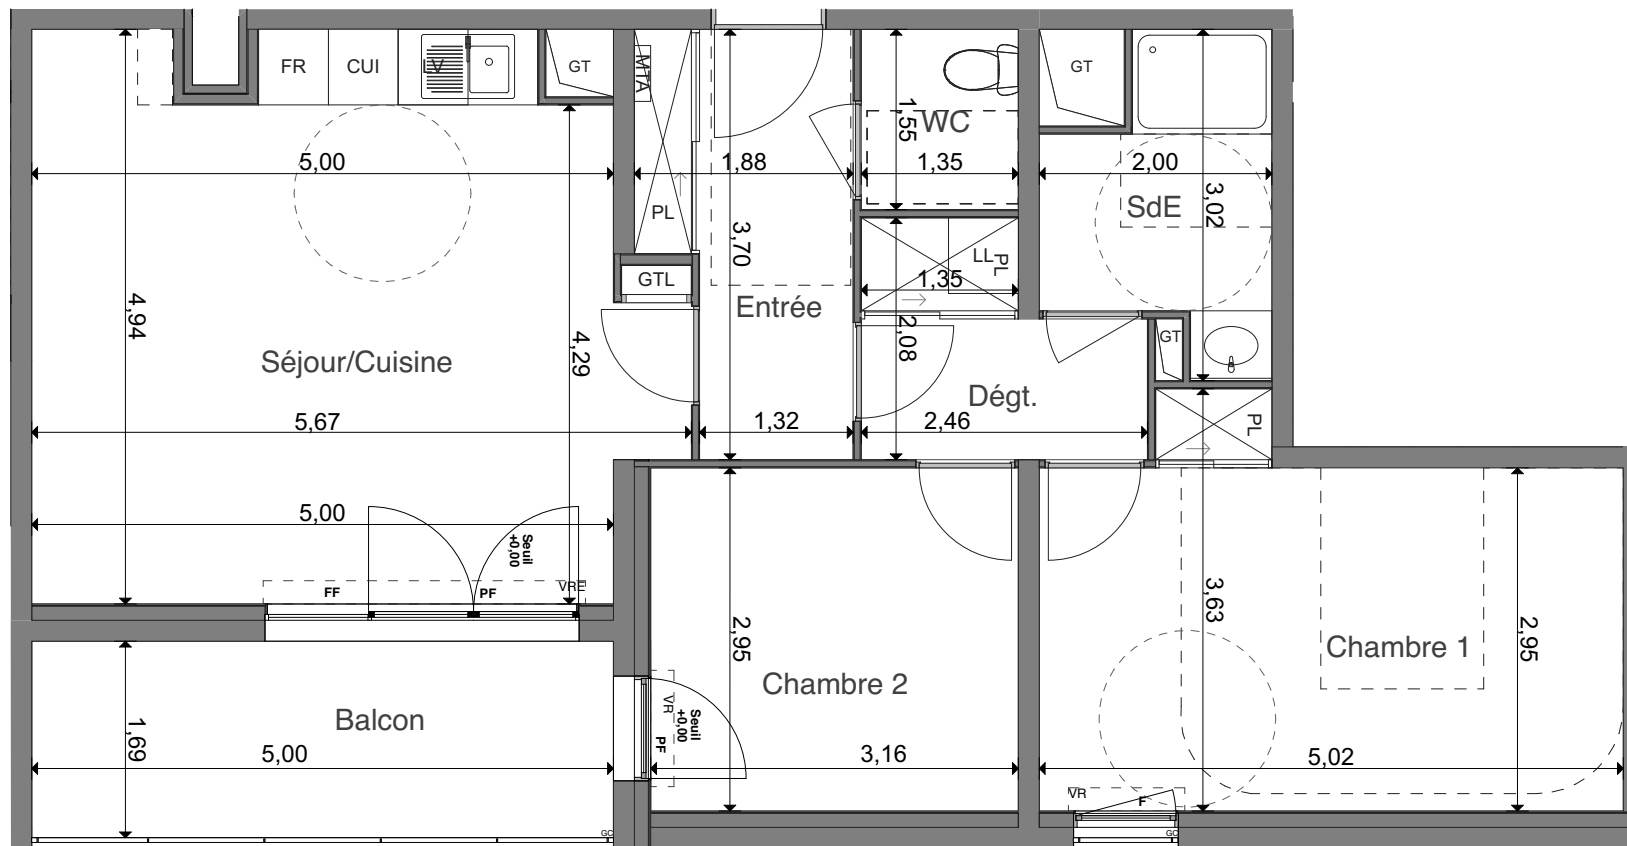 FR
CUI
LV
GT
MTA
GT
5,00
1,88
1,55
WC
1,35
2,00
3,02
SdE
PL
3,70
GTL
LL
PL
1,35
Entrée
4,94
4,29
2,08
GT
Séjour/Cuisine
Dégt.
5,67
1,32
2,46
PL
5,00
Seuil
+0,00
FF
PF
VRE
2,95
3,63
2,95
Chambre 1
Chambre 2
Balcon
1,69
5,00
VR
Seuil
+0,00
PF
3,16
5,02
VR
F
GC
GC